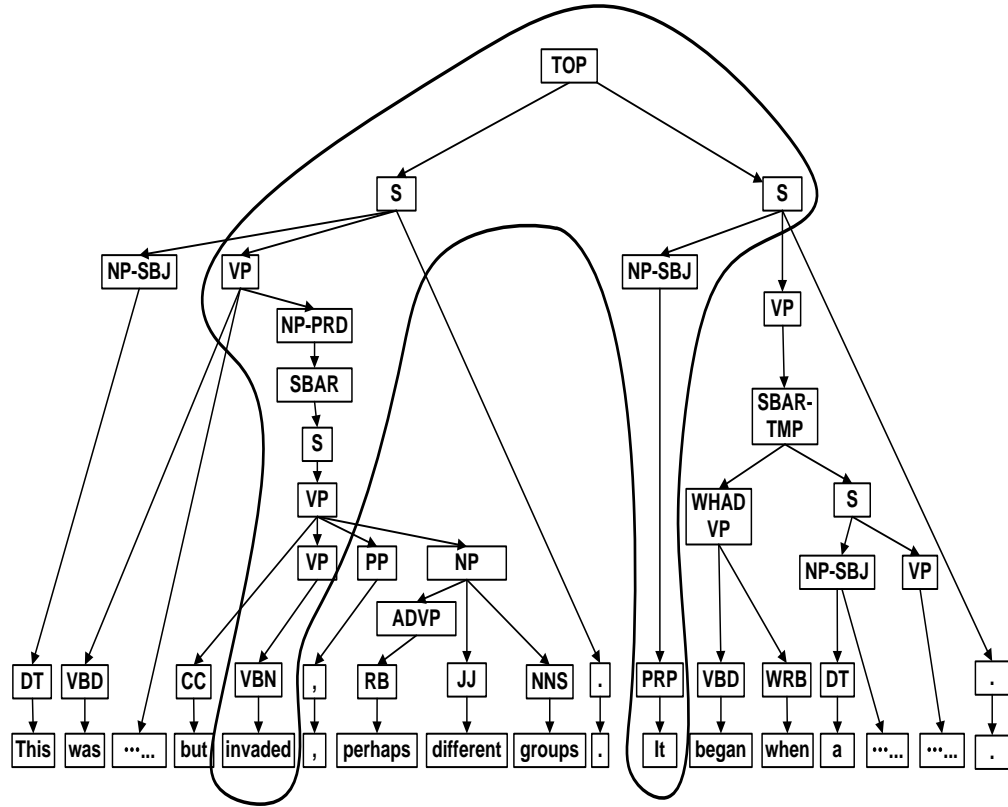 TOP
S S
NP-SBJ VP NP-SBJ
VP
NP-PRD
SBAR
SBAR-
TMP
S
VP
WHAD
VP
S
VP PP NP
NP-SBJ VP
ADVP
DT VBD CC VBN , RB JJ NNS . PRP VBD WRB DT .
This was ...... but invaded , perhaps different groups . It began when a ...... ...... .